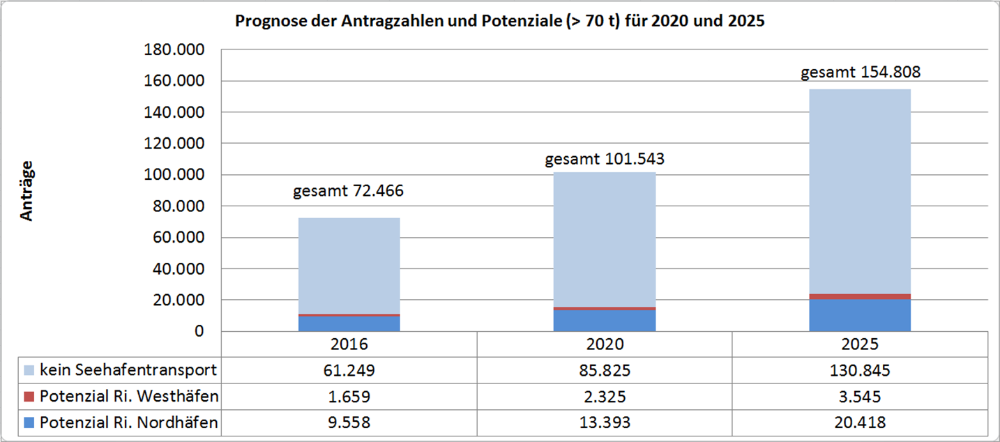 Prognose der Antragzahlen und Potenziale (> 70 t) für 2020 und 2025
180.000
160.000
140.000
120.000
100.000
80.000
60.000
40.000
20.000
0
Anträge
gesamt 72.466
gesamt 101.543
gesamt 154.808
2016 2020 2025
kein Seehafentransport 61.249 85.825 130.845
Potenzial Ri. Westhäfen 1.659 2.325 3.545
Potenzial Ri. Nordhäfen 9.558 13.393 20.418